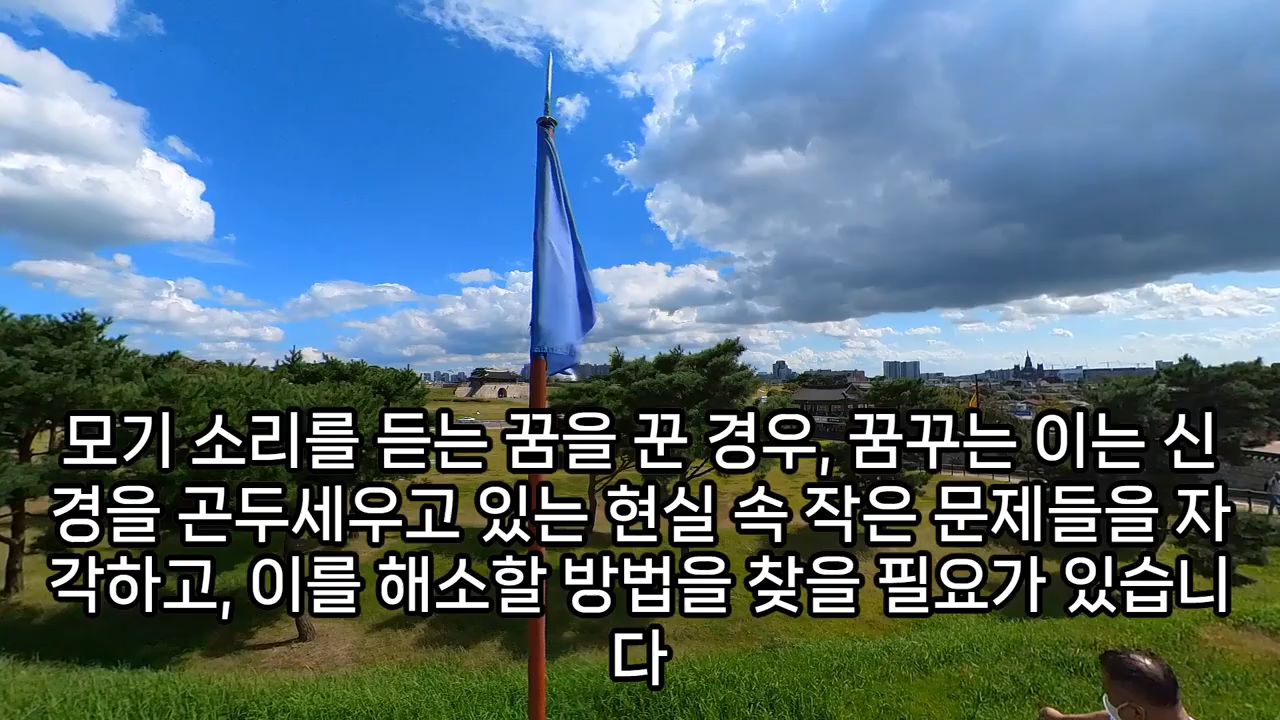 모기 소리를 듣는 꿈을 꾼 경우, 꿈꾸는 이는 신
경을 곤두세우고 있는 현실 속 작은 문제들을 자
각하고, 이를 해소할 방법을 찾을 필요가 있습니
다